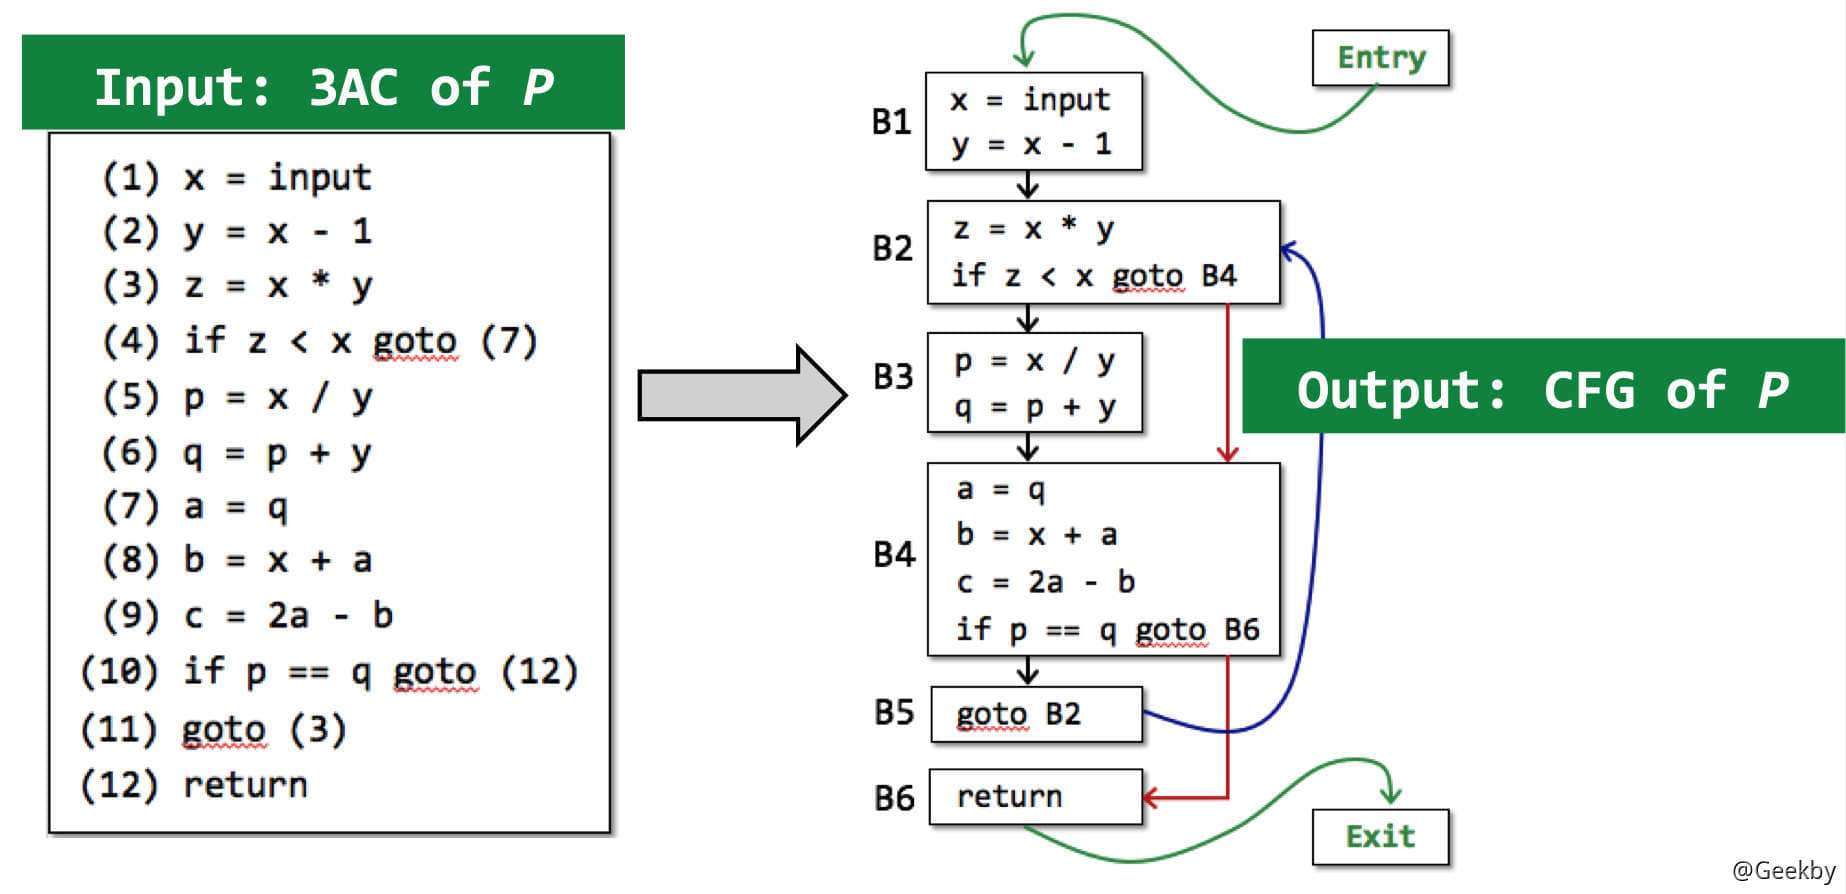 Input: 3AC of P
(1) x = input
(2) y = x - 1
(3) z = x * y
(4) if z < x goto (7)
(5) p = x / y
(6) q = p + y
(7) a = q
(8) b = x + a
(9) c = 2a - b
(10) if p == q goto (12)
(11) goto (3)
(12) return
Entry
B1
x = input
y = x - 1
B2
z = x * y
if z < x goto B4
B3
p = x / y
q = p + y
Output: CFG of P
B4
a = q
b = x + a
c = 2a - b
if p == q goto B6
B5
goto B2
B6
return
Exit
@Geekby